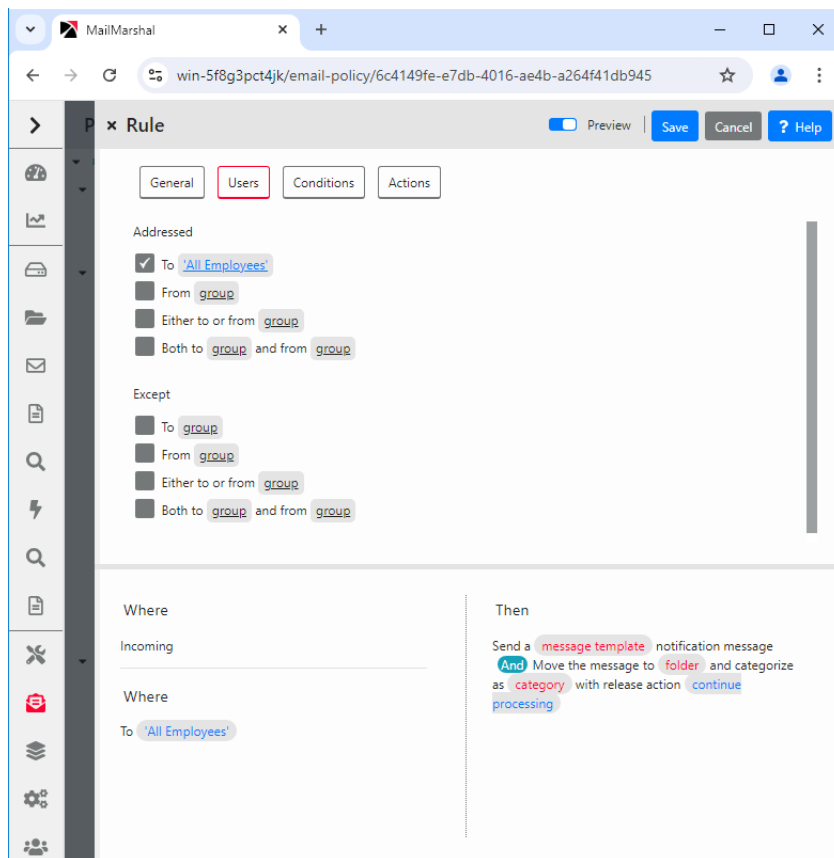 MailMarshal
win-5f8g3pct4jk/email-policy/6c4149fe-e7db-4016-ae4b-a264f41db945
P
× Rule
Preview
Save
Cancel
? Help
General
Users
Conditions
Actions
Addressed
To 'All Employees'
From group
Either to or from group
Both to group and from group
Except
To group
From group
Either to or from group
Both to group and from group
Where
Incoming
Where
To 'All Employees'
Then
Send a message template notification message
And Move the message to folder and categorize
as category with release action continue
processing